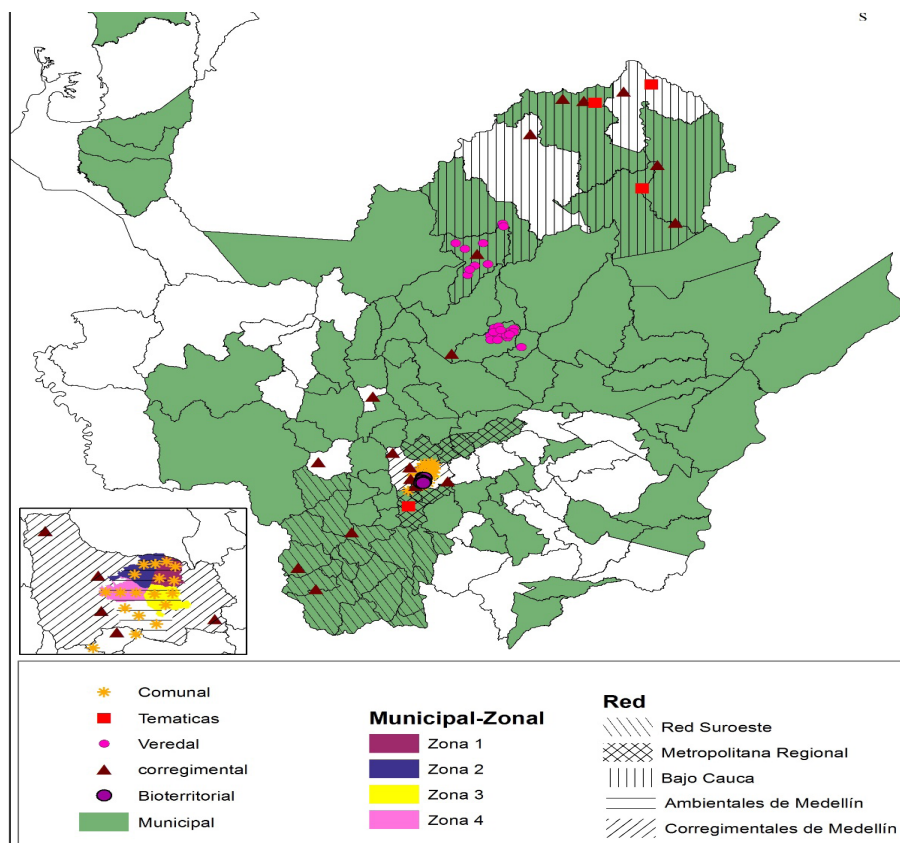 s
Comunal
Tematicas
Veredal
corregimental
Bioterritorial
Municipal
Municipal-Zonal
Zona 1
Zona 2
Zona 3
Zona 4
Red
Red Suroeste
Metropolitana Regional
Bajo Cauca
Ambientales de Medellín
Corregimentales de Medellín